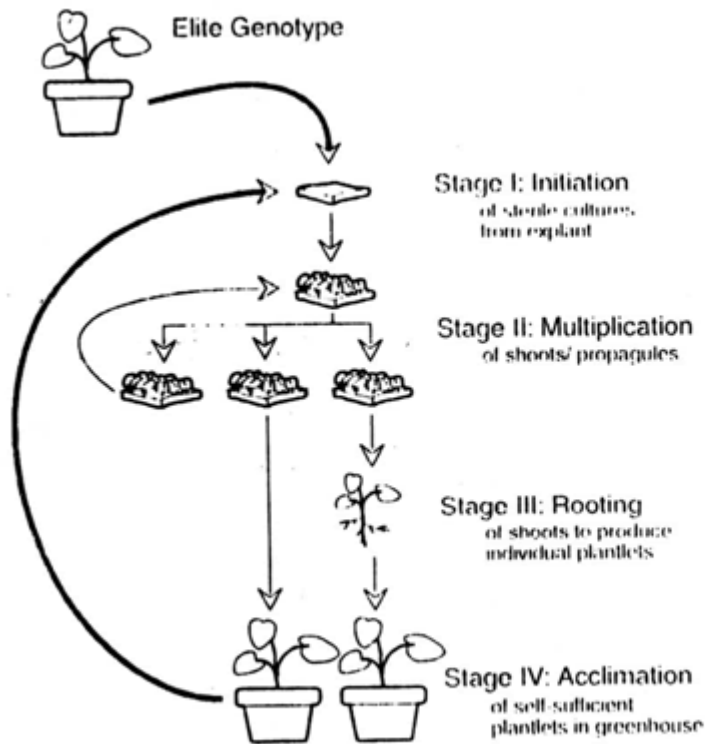 Elite Genotype
Stage I: Initiation
of sterile cultures
from explant
Stage II: Multiplication
of shoots/ propagules
Stage III: Rooting
of shoots to produce
individual plantlets
Stage IV: Acclimation
of self-sufficient
plantlets in greenhouse